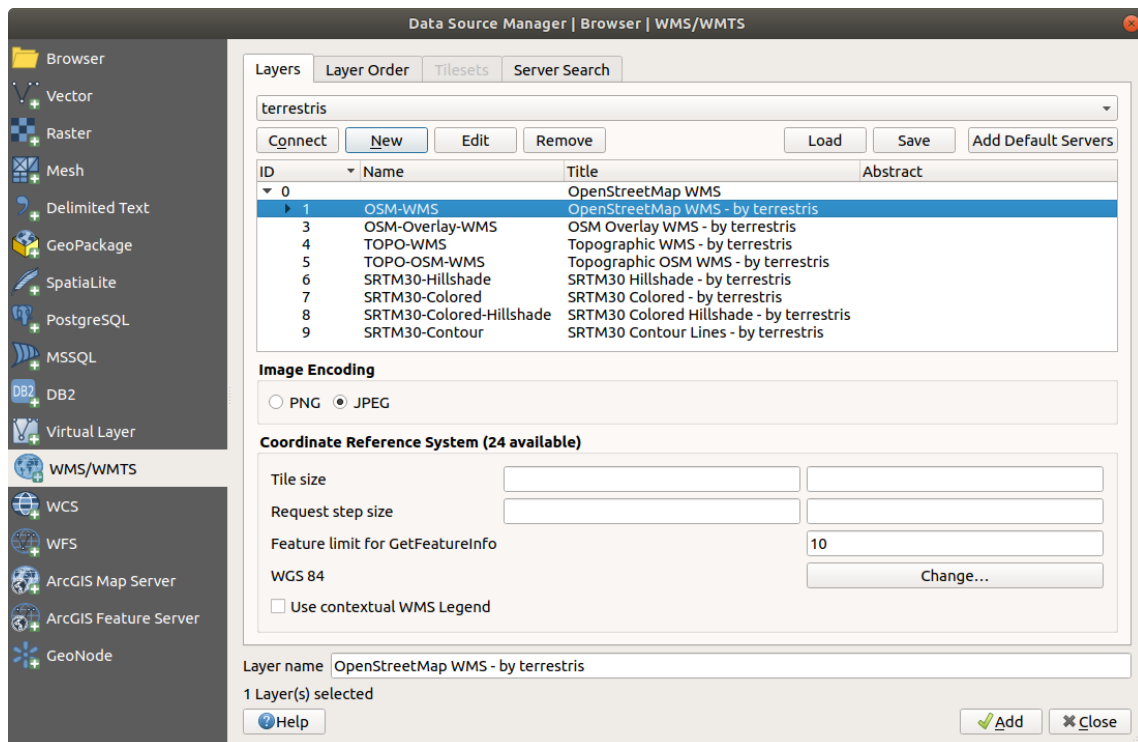 Data Source Manager | Browser | WMS/WMTS
Browser
Vector
Raster
Mesh
Delimited Text
GeoPackage
SpatiaLite
PostgreSQL
MSSQL
DB2
DB2
Virtual Layer
WMS/WMTS
WCS
WFS
ArcGIS Map Server
ArcGIS Feature Server
GeoNode
Layers Layer Order Tilesets Server Search
terrestris
Connect New Edit Remove Load Save Add Default Servers
ID Name Title Abstract
0 OpenStreetMap WMS
1 OSM-WMS OpenStreetMap WMS - by terrestris
3 OSM-Overlay-WMS OSM Overlay WMS - by terrestris
4 TOPO-WMS Topographic WMS - by terrestris
5 TOPO-OSM-WMS Topographic OSM WMS - by terrestris
6 SRTM30-Hillshade SRTM30 Hillshade - by terrestris
7 SRTM30-Colored SRTM30 Colored - by terrestris
8 SRTM30-Colored-Hillshade SRTM30 Colored Hillshade - by terrestris
9 SRTM30-Contour SRTM30 Contour Lines - by terrestris
Image Encoding
PNG JPEG
Coordinate Reference System (24 available)
Tile size
Request step size
Feature limit for GetFeatureInfo 10
WGS 84 Change...
Use contextual WMS Legend
Layer name OpenStreetMap WMS - by terrestris
1 Layer(s) selected
Help Add Close